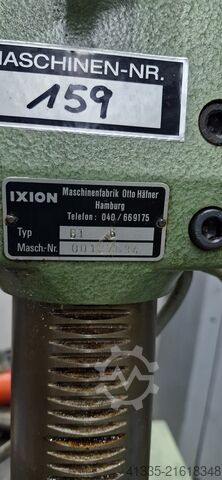 MASCHINEN-NR.
159
IXION Maschinenfabrik Otto Häfner
Hamburg
Telefon: 040/669175
Typ
Masch.-Nr.
41335-21618348